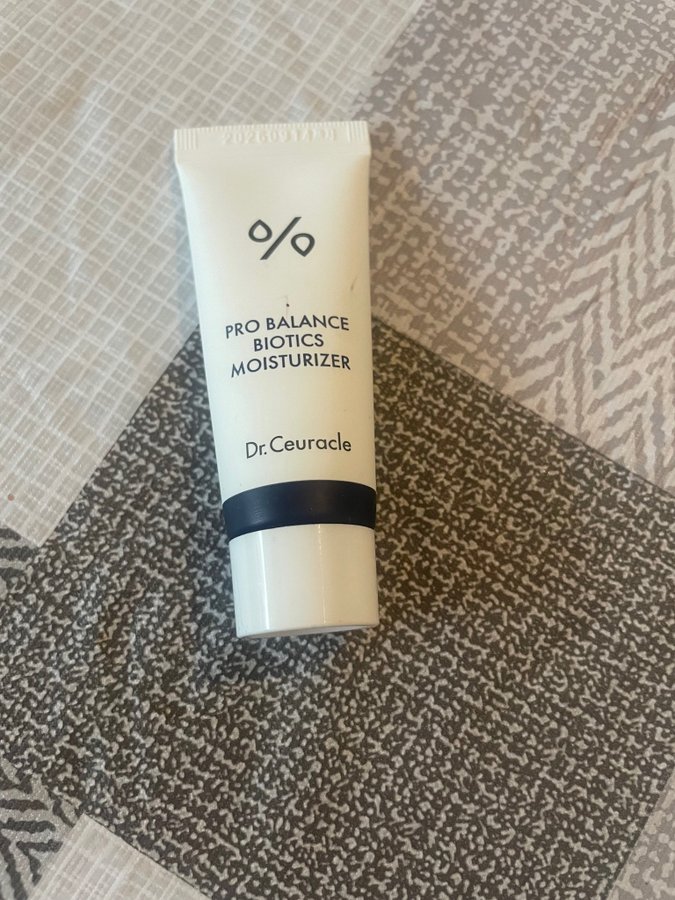 %
PRO BALANCE
BIOTICS
MOISTURIZER
Dr.Ceuracle